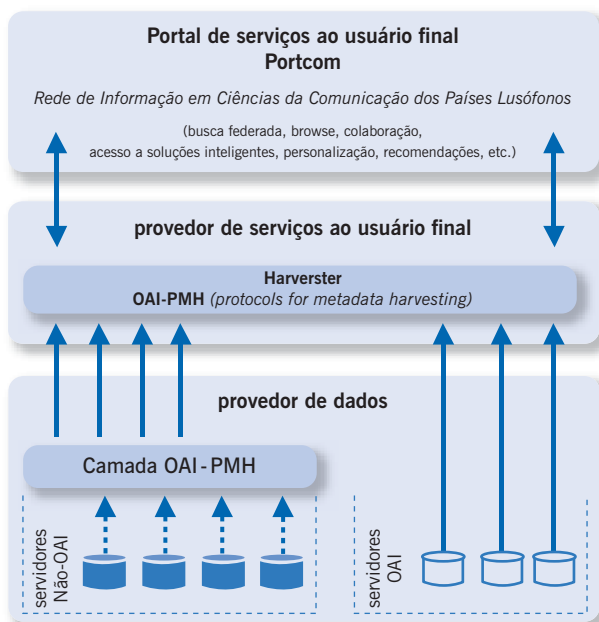 Portal de serviços ao usuário final
Portcom
Rede de Informação em Ciências da Comunicação dos Países Lusófonos
(busca federada, browse, colaboração,
acesso a soluções inteligentes, personalização, recomendações, etc.)
provedor de serviços ao usuário final
Harverster
OAI-PMH (protocols for metadata harvesting)
provedor de dados
Camada OAI-PMH
servidores
Não-OAI
servidores
OAI